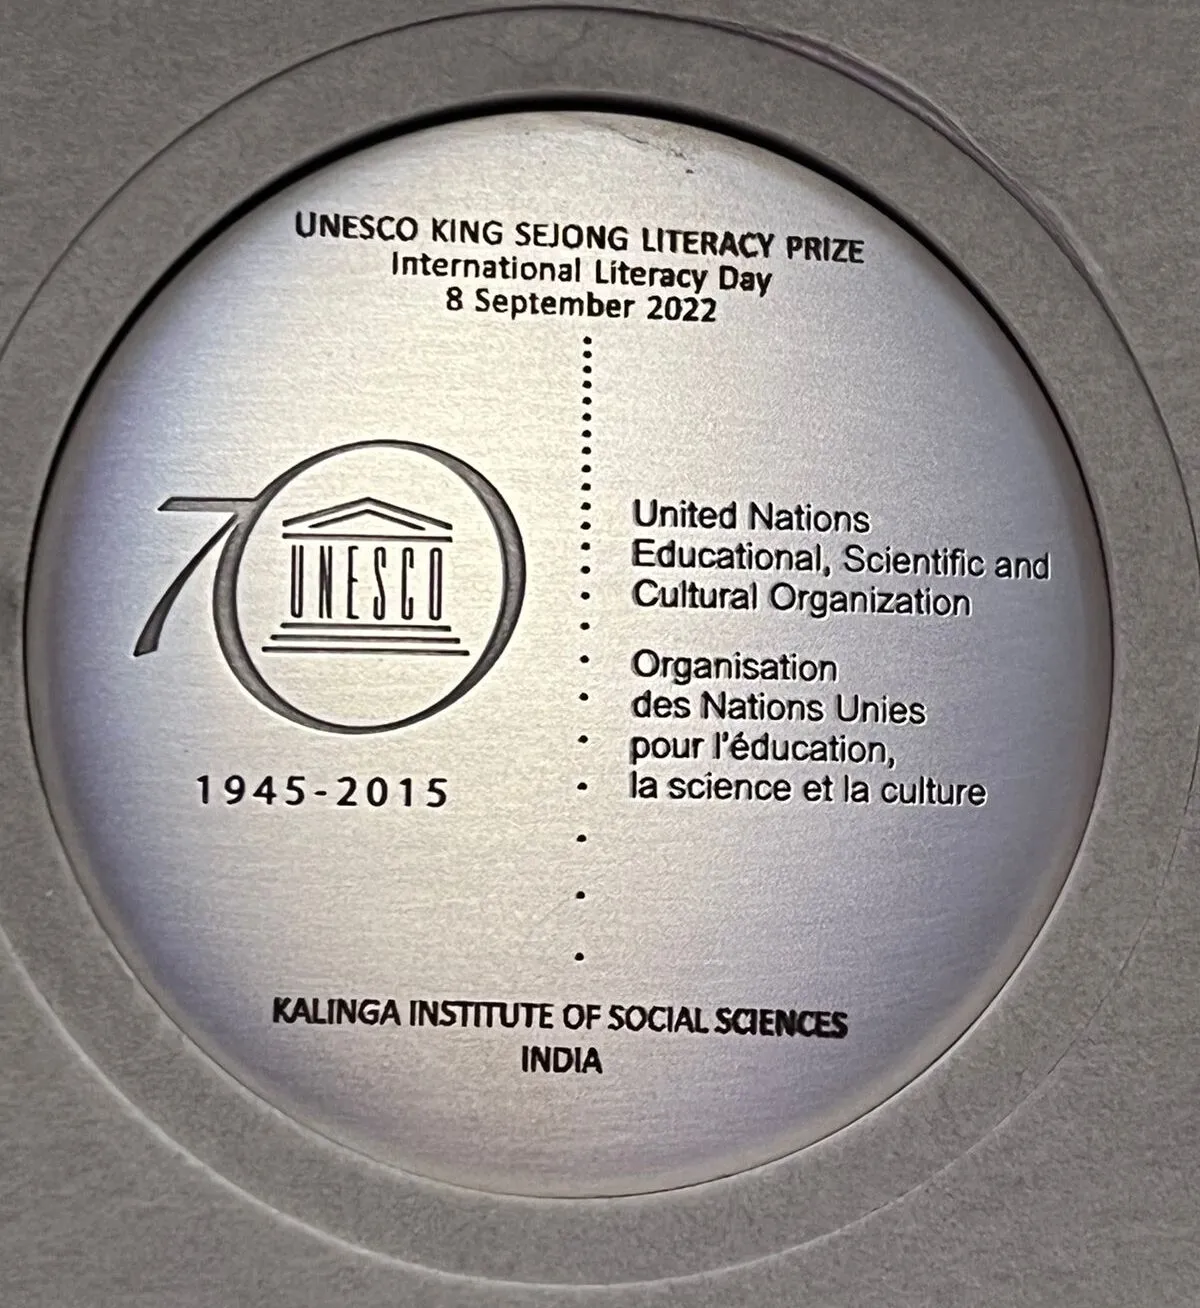 UNESCO KING SEJONG LITERACY PRIZE
International Literacy Day
8 September 2022
70
UNESCO
1945-2015
United Nations
Educational, Scientific and
Cultural Organization
Organisation
des Nations Unies
pour l'éducation,
la science et la culture
KALINGA INSTITUTE OF SOCIAL SCIENCES
INDIA